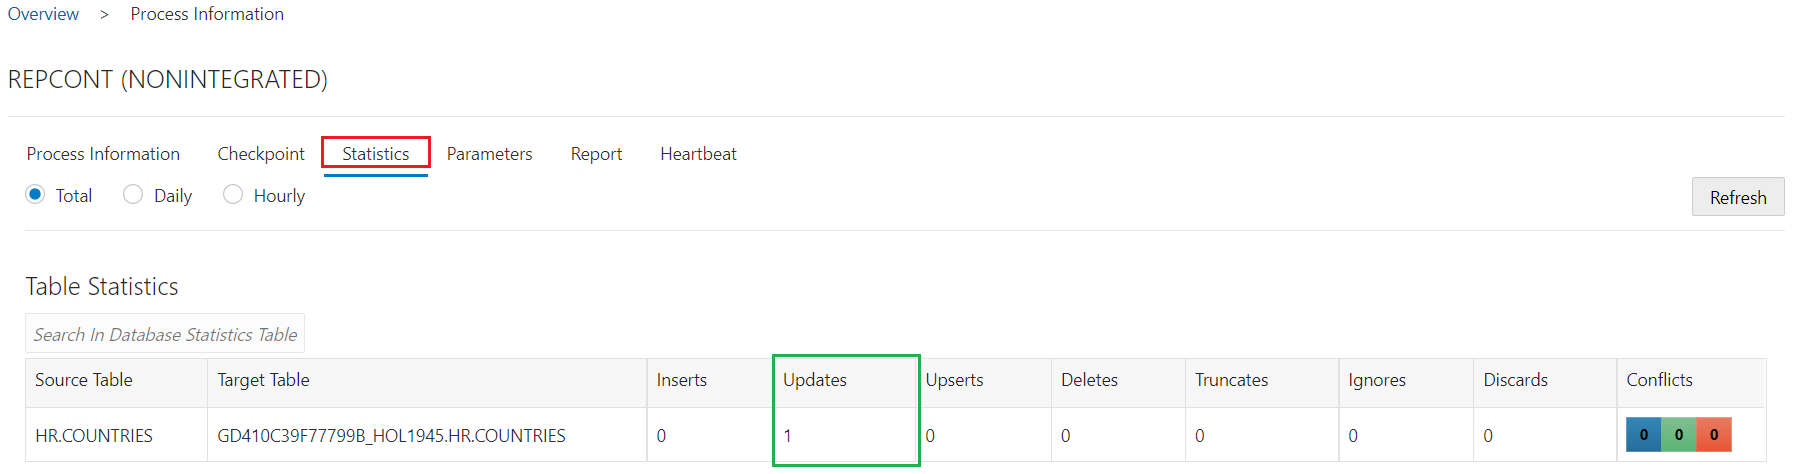 Overview > Process Information
REPCONT (NONINTEGRATED)
Process Information Checkpoint Statistics Parameters Report Heartbeat
Total Daily Hourly
Refresh
Table Statistics
Search In Database Statistics Table
Source Table Target Table Inserts Updates Upserts Deletes Truncates Ignores Discards Conflicts
HR.COUNTRIES GD410C39F77799B_HOL1945.HR.COUNTRIES 0 1 0 0 0 0 0 0 0 0